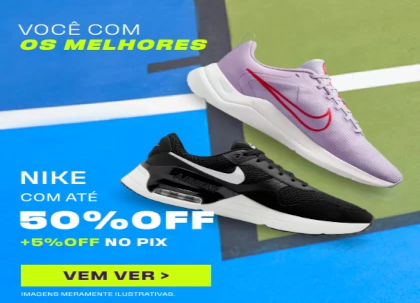 VOCÊ COM
OS MELHORES
NIKE
COM ATÉ
50%OFF
+5%OFF NO PIX
VEM VER >
IMAGENS MERAMENTE ILUSTRATIVAS.